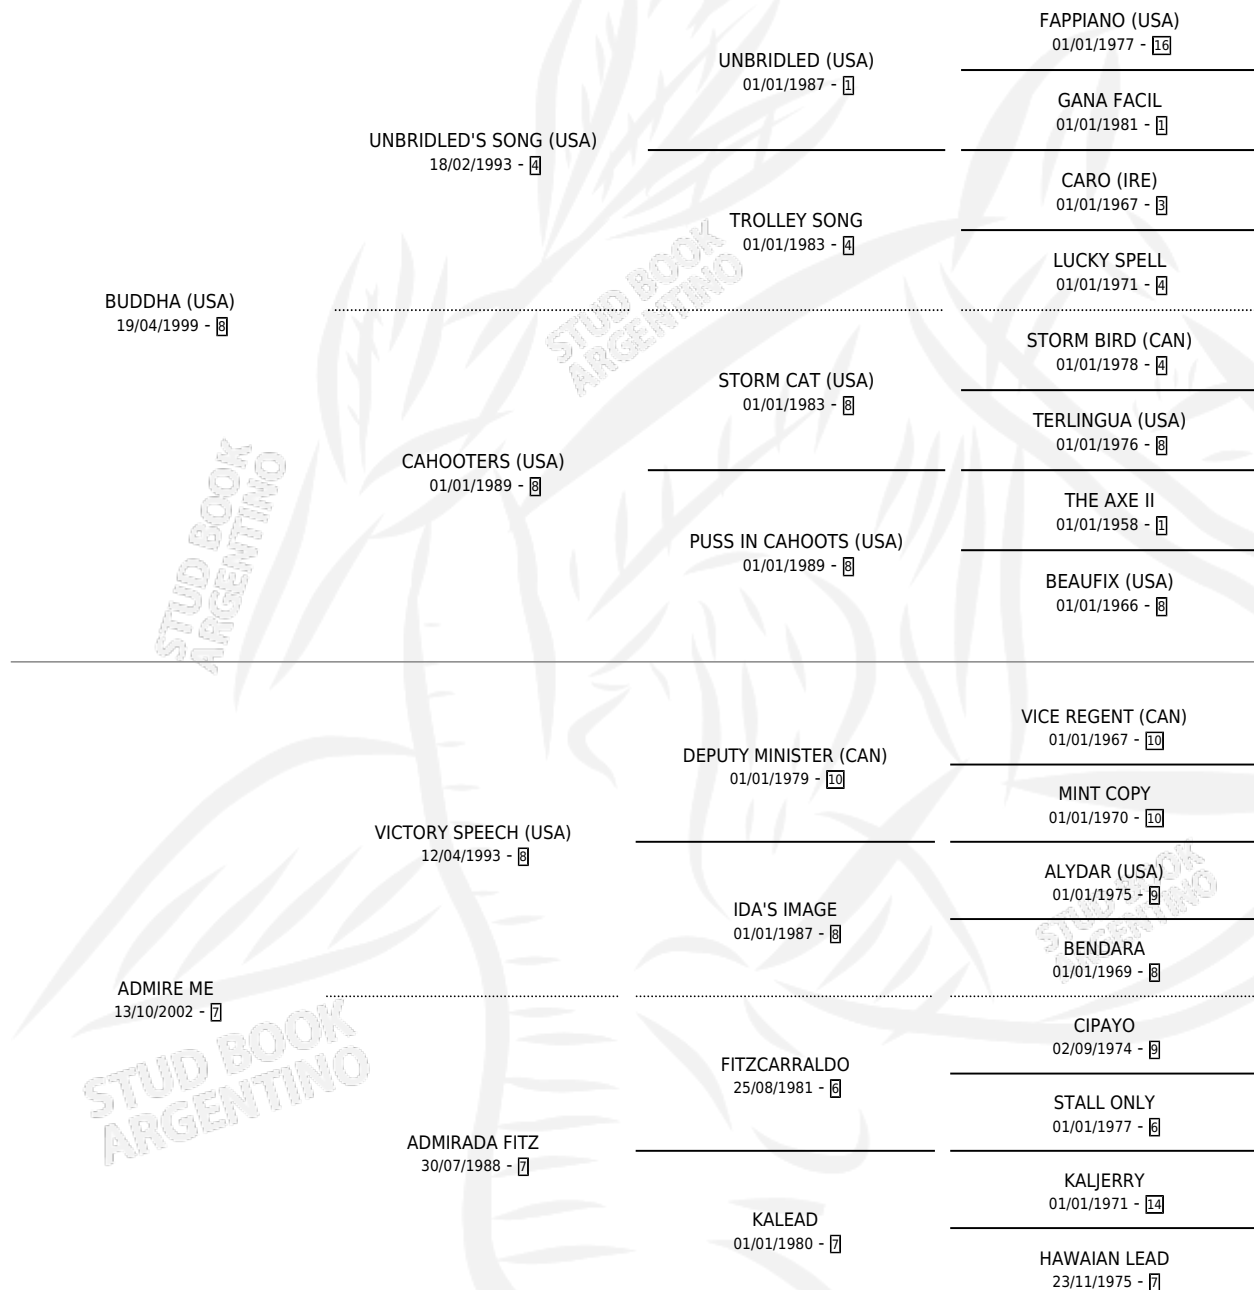 FAPPIANO (USA)
01/01/1977 - 16
UNBRIDLED (USA)
01/01/1987 - 1
GANA FACIL
01/01/1981 - 1
UNBRIDLED'S SONG (USA)
18/02/1993 - 4
CARO (IRE)
01/01/1967 - 3
TROLLEY SONG
01/01/1983 - 4
LUCKY SPELL
01/01/1971 - 4
BUDDHA (USA)
19/04/1999 - 8
STORM BIRD (CAN)
01/01/1978 - 4
STORM CAT (USA)
01/01/1983 - 8
TERLINGUA (USA)
01/01/1976 - 8
CAHOOTERS (USA)
01/01/1989 - 8
THE AXE II
01/01/1958 - 1
PUSS IN CAHOOTS (USA)
01/01/1989 - 8
BEAUFIX (USA)
01/01/1966 - 8
VICE REGENT (CAN)
01/01/1967 - 10
DEPUTY MINISTER (CAN)
01/01/1979 - 10
MINT COPY
01/01/1970 - 10
VICTORY SPEECH (USA)
12/04/1993 - 8
ALYDAR (USA)
01/01/1975 - 9
IDA'S IMAGE
01/01/1987 - 8
BENDARA
01/01/1969 - 8
ADMIRE ME
13/10/2002 - 7
CIPAYO
02/09/1974 - 9
FITZCARRALDO
25/08/1981 - 6
STALL ONLY
01/01/1977 - 6
ADMIRADA FITZ
30/07/1988 - 7
KALJERRY
01/01/1971 - 14
KALEAD
01/01/1980 - 7
HAWAIAN LEAD
23/11/1975 - 7
STUD BOOK
ARGENTINO
STUD BOOK
ARGENTINO
STUD BOOK
ARGENTINO
STUD BOOK
ARGENTINO